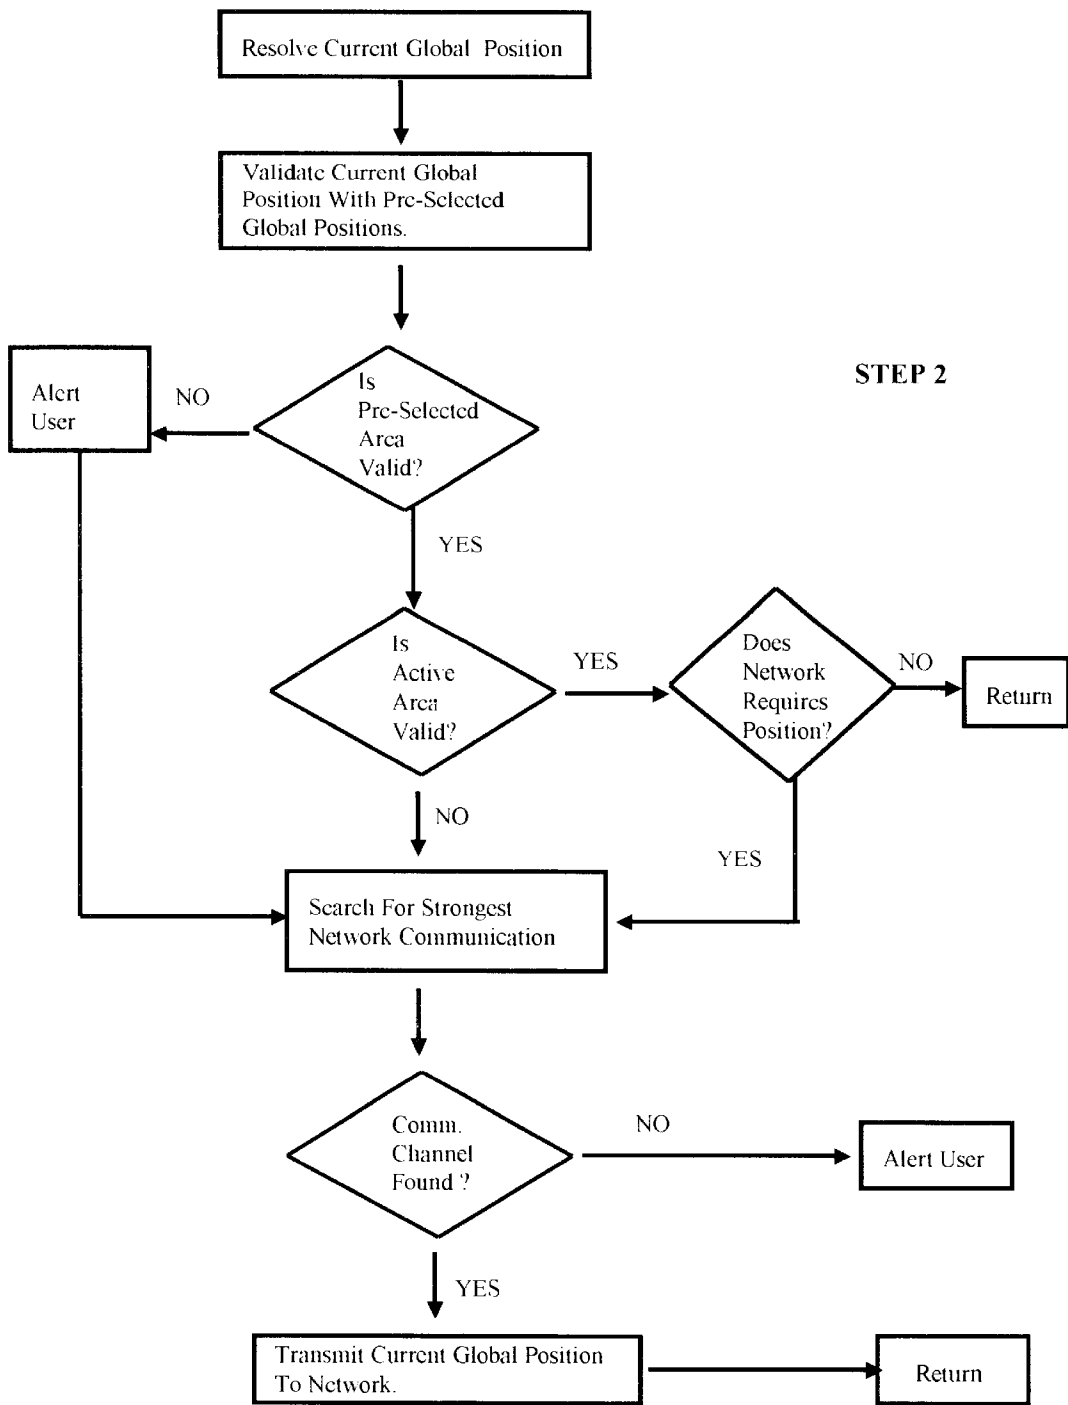 Resolve Current Global Position
Validate Current Global
Position With Pre-Selected
Global Positions.
STEP 2
Alert
User
NO
Is
Pre-Selected
Area
Valid?
YES
Is
Active
Area
Valid?
YES
Does
Network
Requires
Position?
NO
Return
NO
YES
Search For Strongest
Network Communication
Comm.
Channel
Found ?
NO
Alert User
YES
Transmit Current Global Position
To Network.
Return